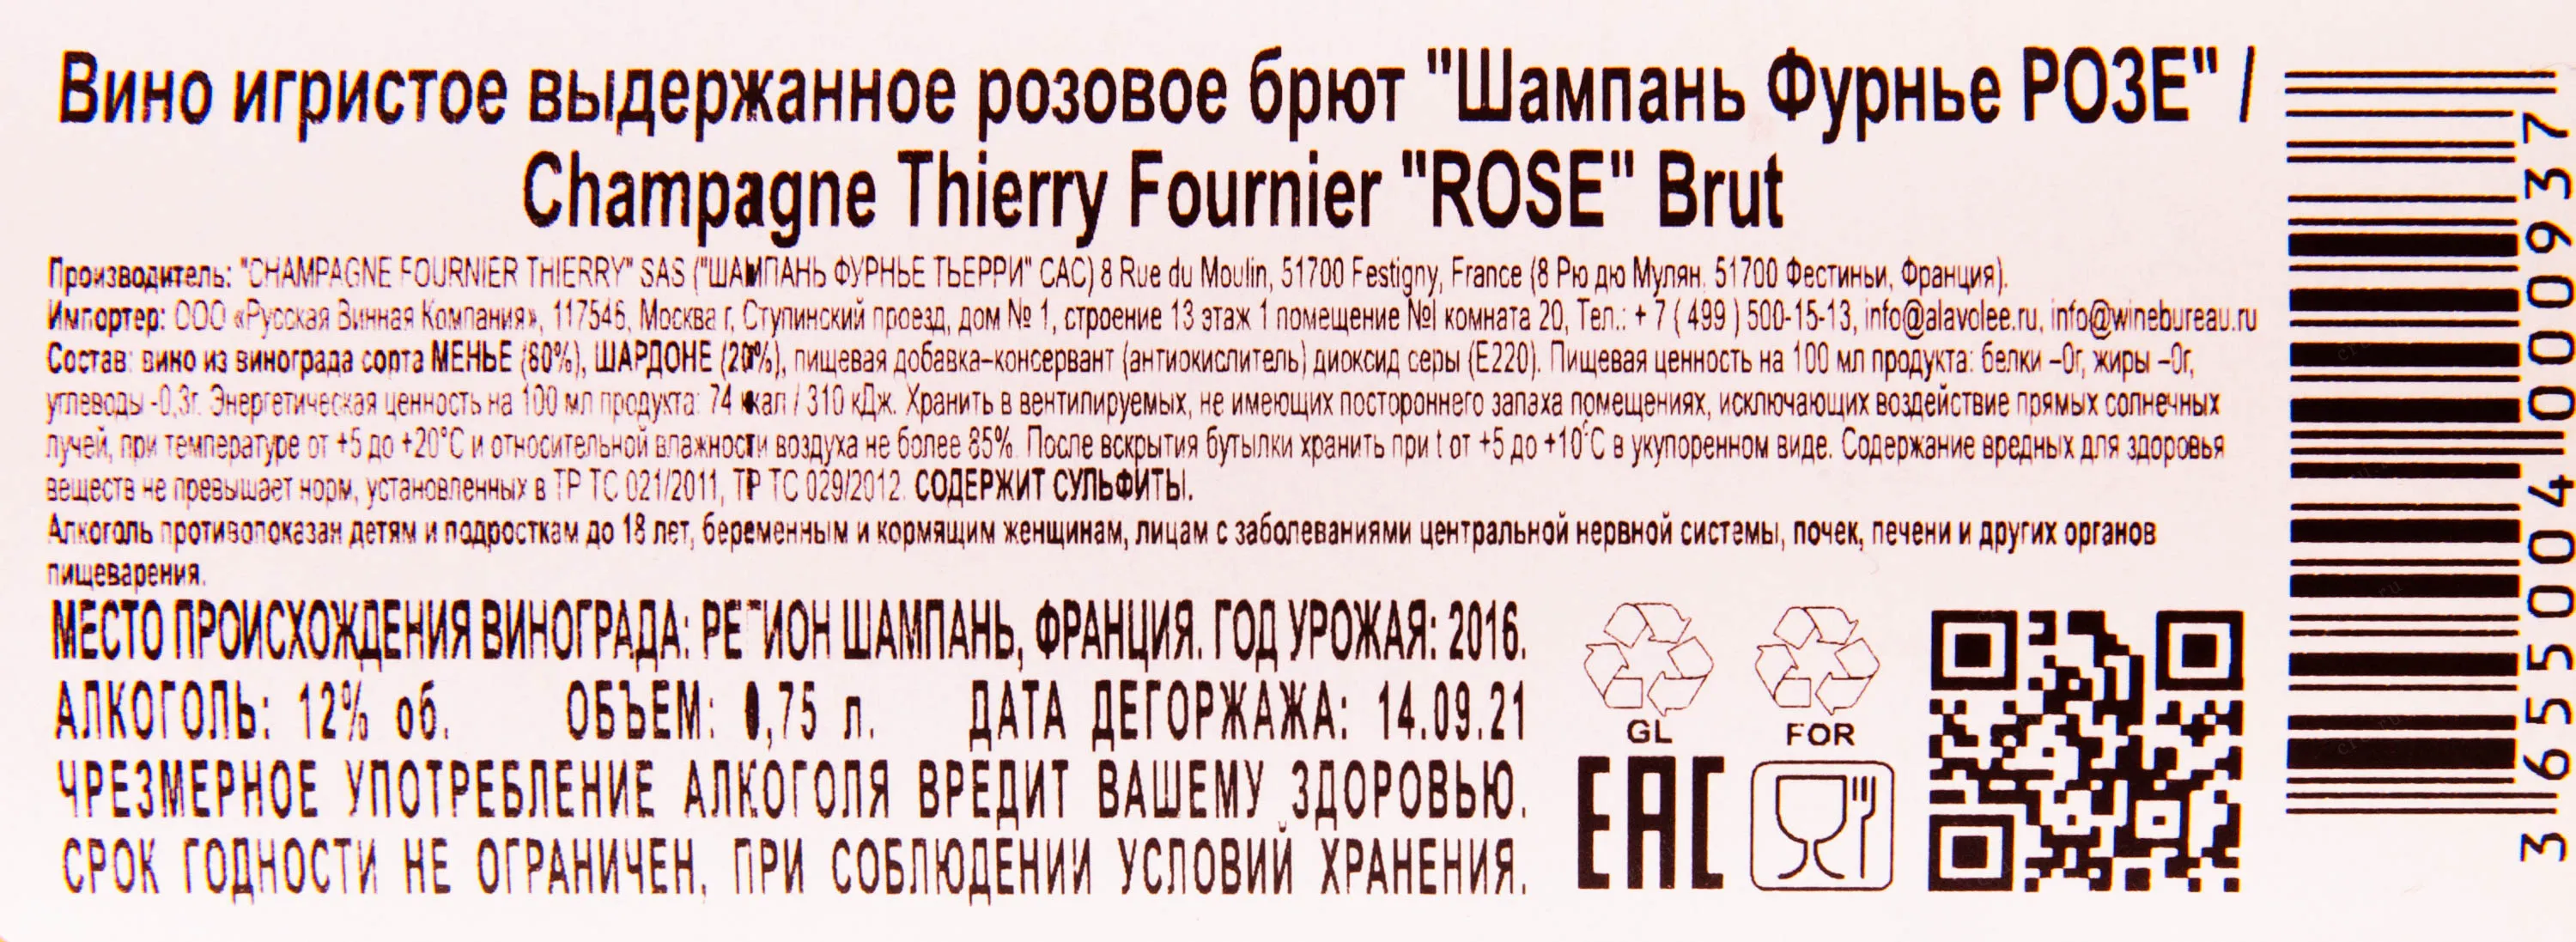 Вино игристое выдержанное розовое брют "Шампань Фурнье РОЗЕ" /
Champagne Thierry Fournier "ROSE" Brut
Производитель: "CHAMPAGNE FOURNIER THIERRY" SAS ("ШАМПАНЬ ФУРНЬЕ ТЬЕРРИ" САС) 8 Rue du Moulin, 51700 Festigny, France (8 Рю дю Мулян, 51700 Фестиньи, Франция).
Импортер: ООО «Русская Винная Компания», 117546, Москва г, Ступинский проезд, дом № 1, строение 13 этаж 1 помещение №I комната 20, Тел.: + 7 ( 499 ) 500-15-13, info@alavolee.ru, info@winebureau.ru
Состав: вино из винограда сорта МЕНЬЕ (80%), ШАРДОНЕ (20%), пищевая добавка–консервант (антиокислитель) диоксид серы (Е220). Пищевая ценность на 100 мл продукта: белки –0г, жиры –0г,
углеводы -0,3г. Энергетическая ценность на 100 мл продукта: 74 ккал / 310 кДж. Хранить в вентилируемых, не имеющих постороннего запаха помещениях, исключающих воздействие прямых солнечных
лучей, при температуре от +5 до +20°С и относительной влажности воздуха не более 85%. После вскрытия бутылки хранить при t от +5 до +10°С в укупоренном виде. Содержание вредных для здоровья
веществ не превышает норм, установленных в ТР ТС 021/2011, ТР ТС 029/2012. СОДЕРЖИТ СУЛЬФИТЫ.
Алкоголь противопоказан детям и подросткам до 18 лет, беременным и кормящим женщинам, лицам с заболеваниями центральной нервной системы, почек, печени и других органов
пищеварения.
МЕСТО ПРОИСХОЖДЕНИЯ ВИНОГРАДА: РЕГИОН ШАМПАНЬ, ФРАНЦИЯ. ГОД УРОЖАЯ: 2016.
АЛКОГОЛЬ: 12% об. ОБЪЕМ: 0,75 л. ДАТА ДЕГОРЖАЖА: 14.09.21
ЧРЕЗМЕРНОЕ УПОТРЕБЛЕНИЕ АЛКОГОЛЯ ВРЕДИТ ВАШЕМУ ЗДОРОВЬЮ.
СРОК ГОДНОСТИ НЕ ОГРАНИЧЕН, ПРИ СОБЛЮДЕНИИ УСЛОВИЙ ХРАНЕНИЯ.
GL FOR
EAC
3 655004 000937